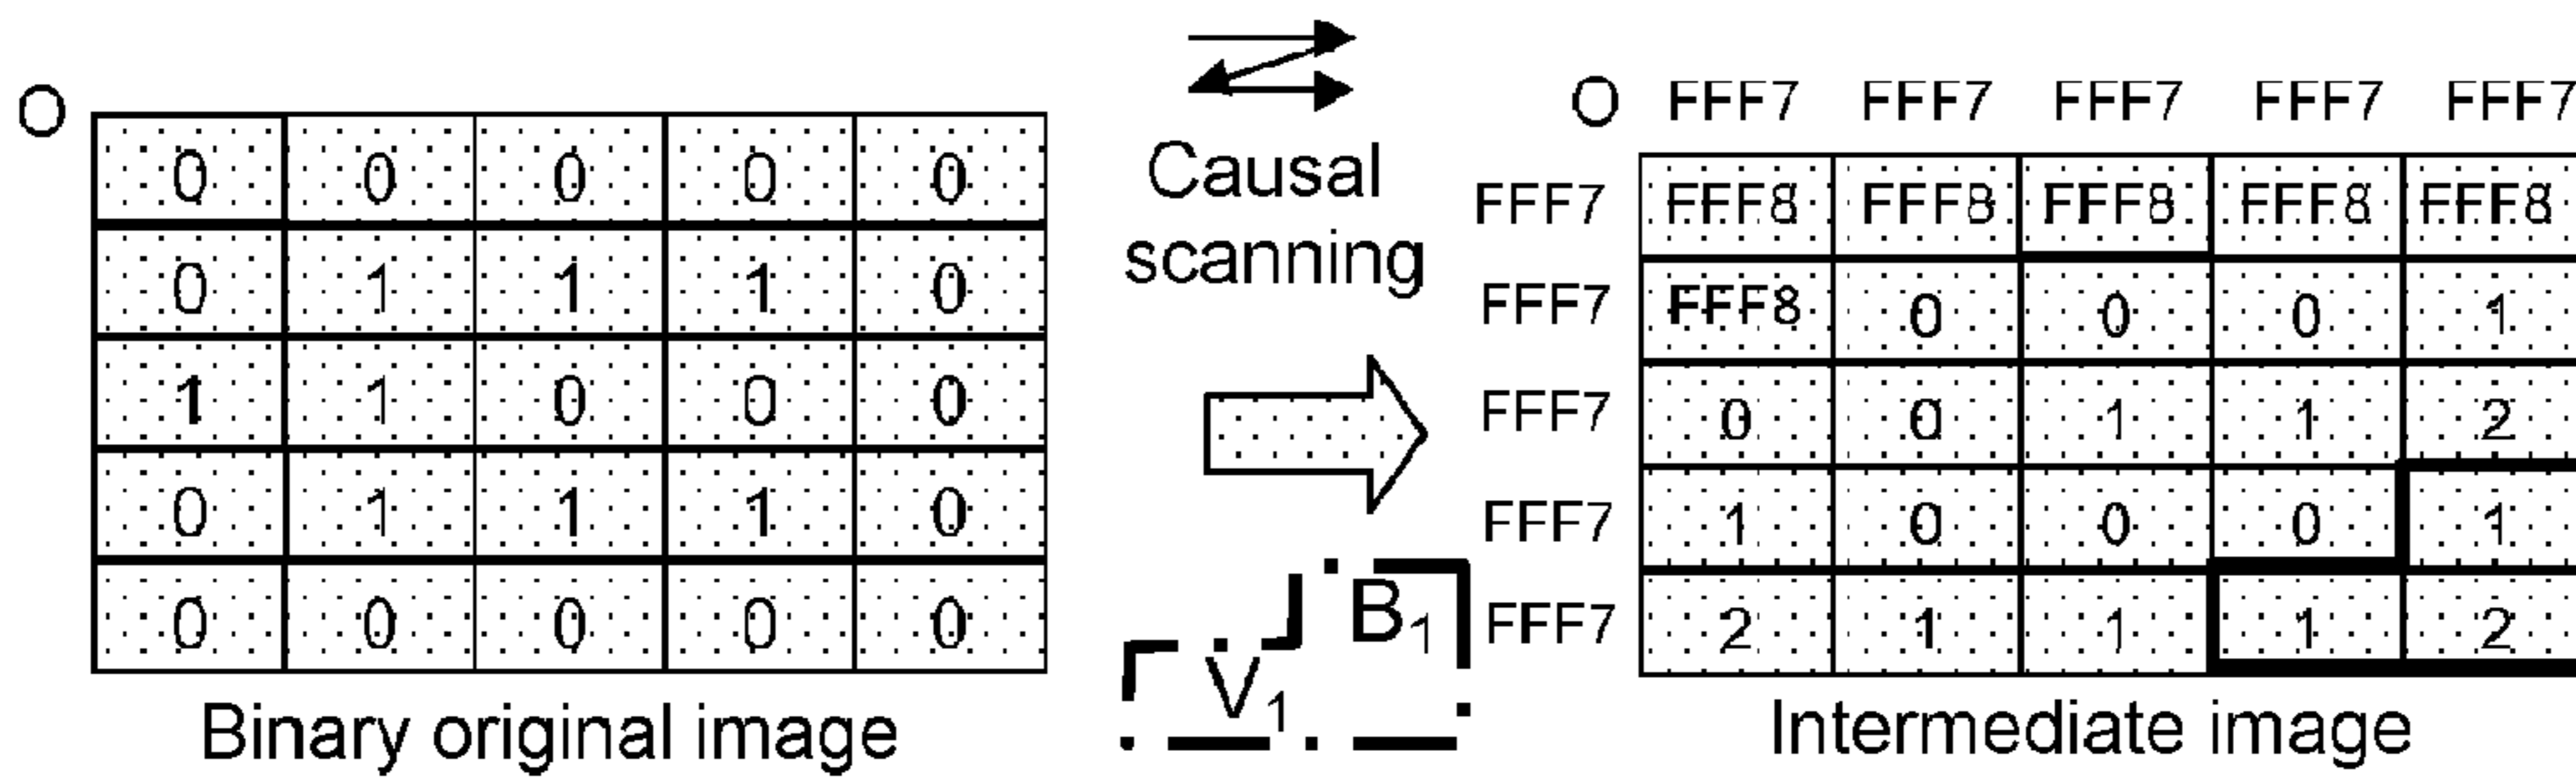 O
0 0 0 0 0
0 1 1 1 0
1 1 0 0 0
0 1 1 1 0
0 0 0 0 0
Binary original image
Causal
scanning
B1
V1
O FFF7 FFF7 FFF7 FFF7 FFF7
FFF7 FFF8 FFF8 FFF8 FFF8 FFF8
FFF7 FFF8 0 0 0 1
FFF7 0 0 1 1 2
FFF7 1 0 0 0 1
FFF7 2 1 1 1 2
Intermediate image